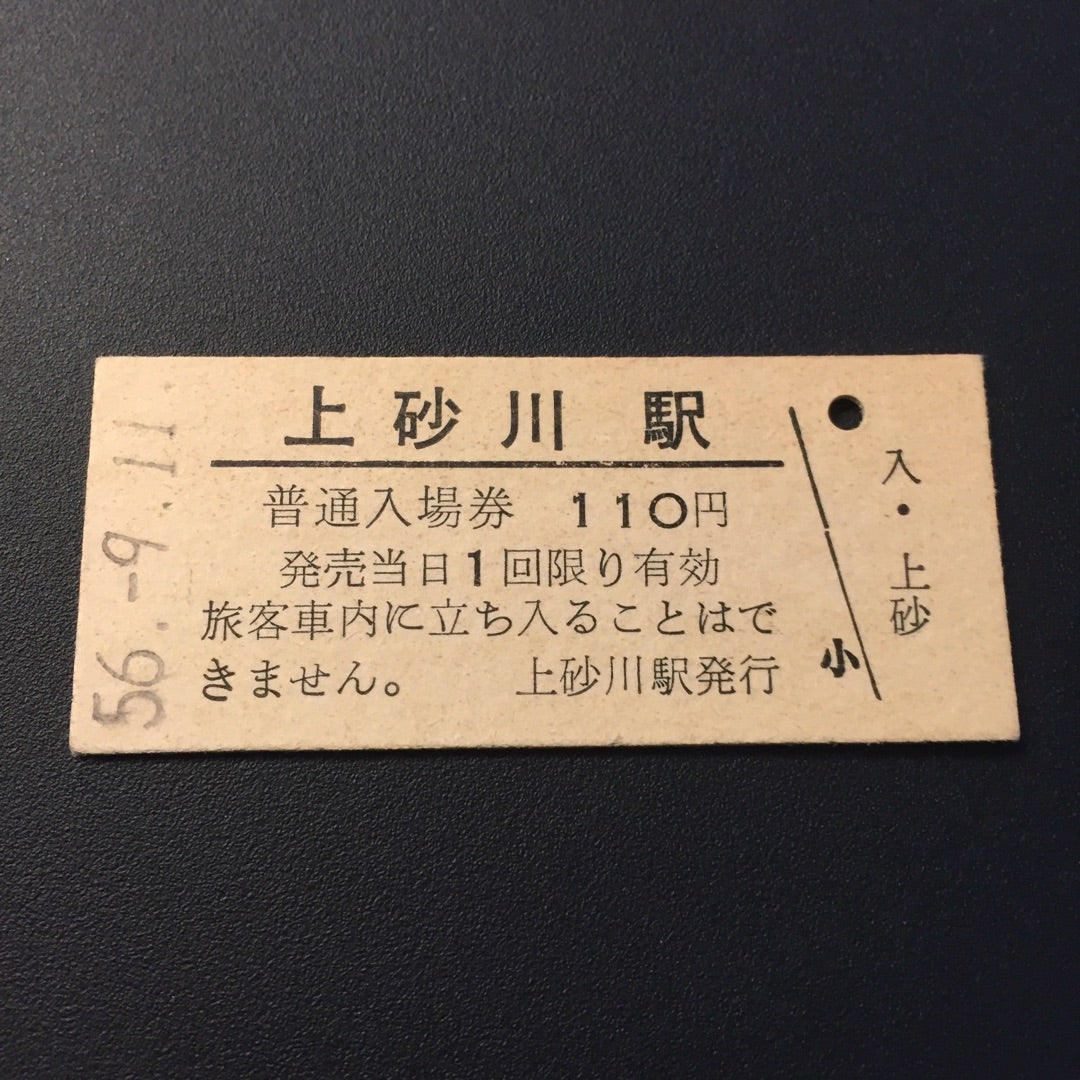 上砂川 駅
普通入場券 110円
発売当日1回限り有効
旅客車内に立ち入ることはで
きません。 上砂川駅発行
56.-9.11
小
入・上砂